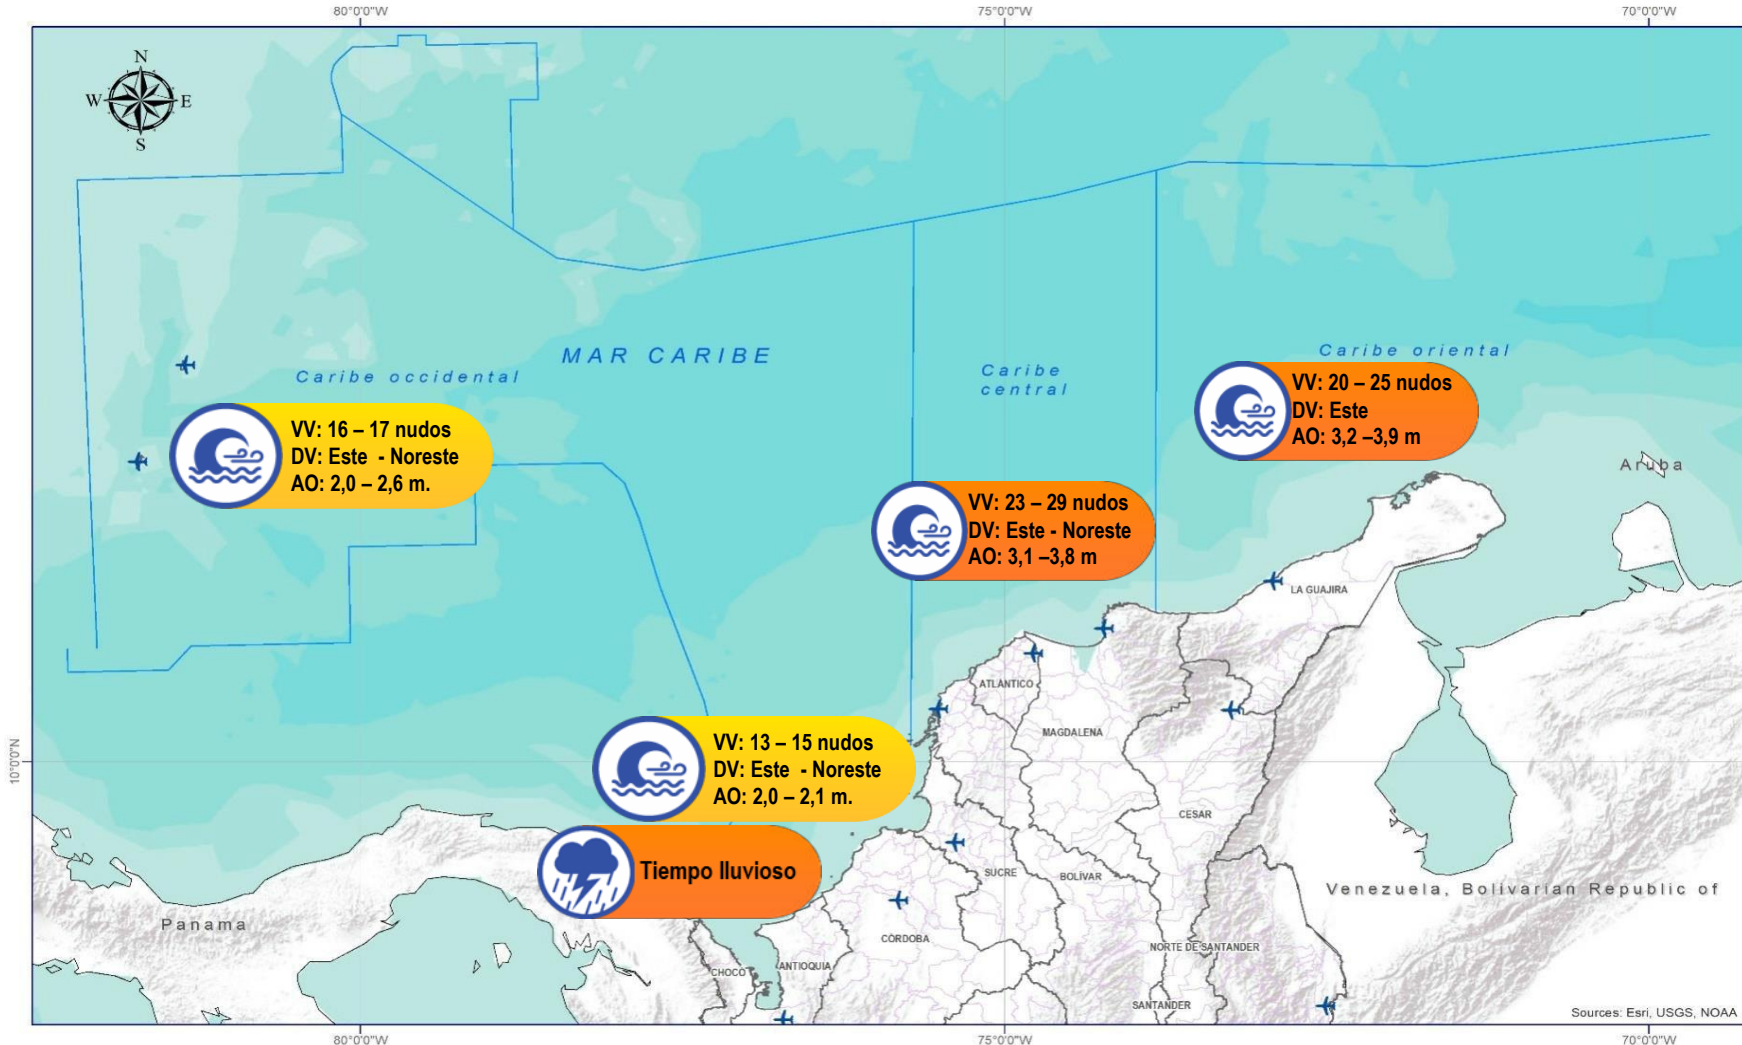 80°0'0"W
75°0'0"W
70°0'0"W
N
W
E
S
MAR CARIBE
Caribe occidental
Caribe
central
Caribe oriental
VV: 20 – 25 nudos
DV: Este
AO: 3,2 –3,9 m
VV: 16 – 17 nudos
DV: Este - Noreste
AO: 2,0 – 2,6 m.
Aruba
VV: 23 – 29 nudos
DV: Este - Noreste
AO: 3,1 –3,8 m
LA GUAJIRA
ATLÁNTICO
MAGDALENA
VV: 13 – 15 nudos
DV: Este - Noreste
AO: 2,0 – 2,1 m.
10°0'0"N
CESAR
Tiempo lluvioso
SUCRE
BOLÍVAR
Venezuela, Bolivarian Republic of
Panama
CÓRDOBA
NORTE DE SANTANDER
CHOCÓ
ANTIOQUIA
SANTANDER
Sources: Esri, USGS, NOAA
80°0'0"W
75°0'0"W
70°0'0"W